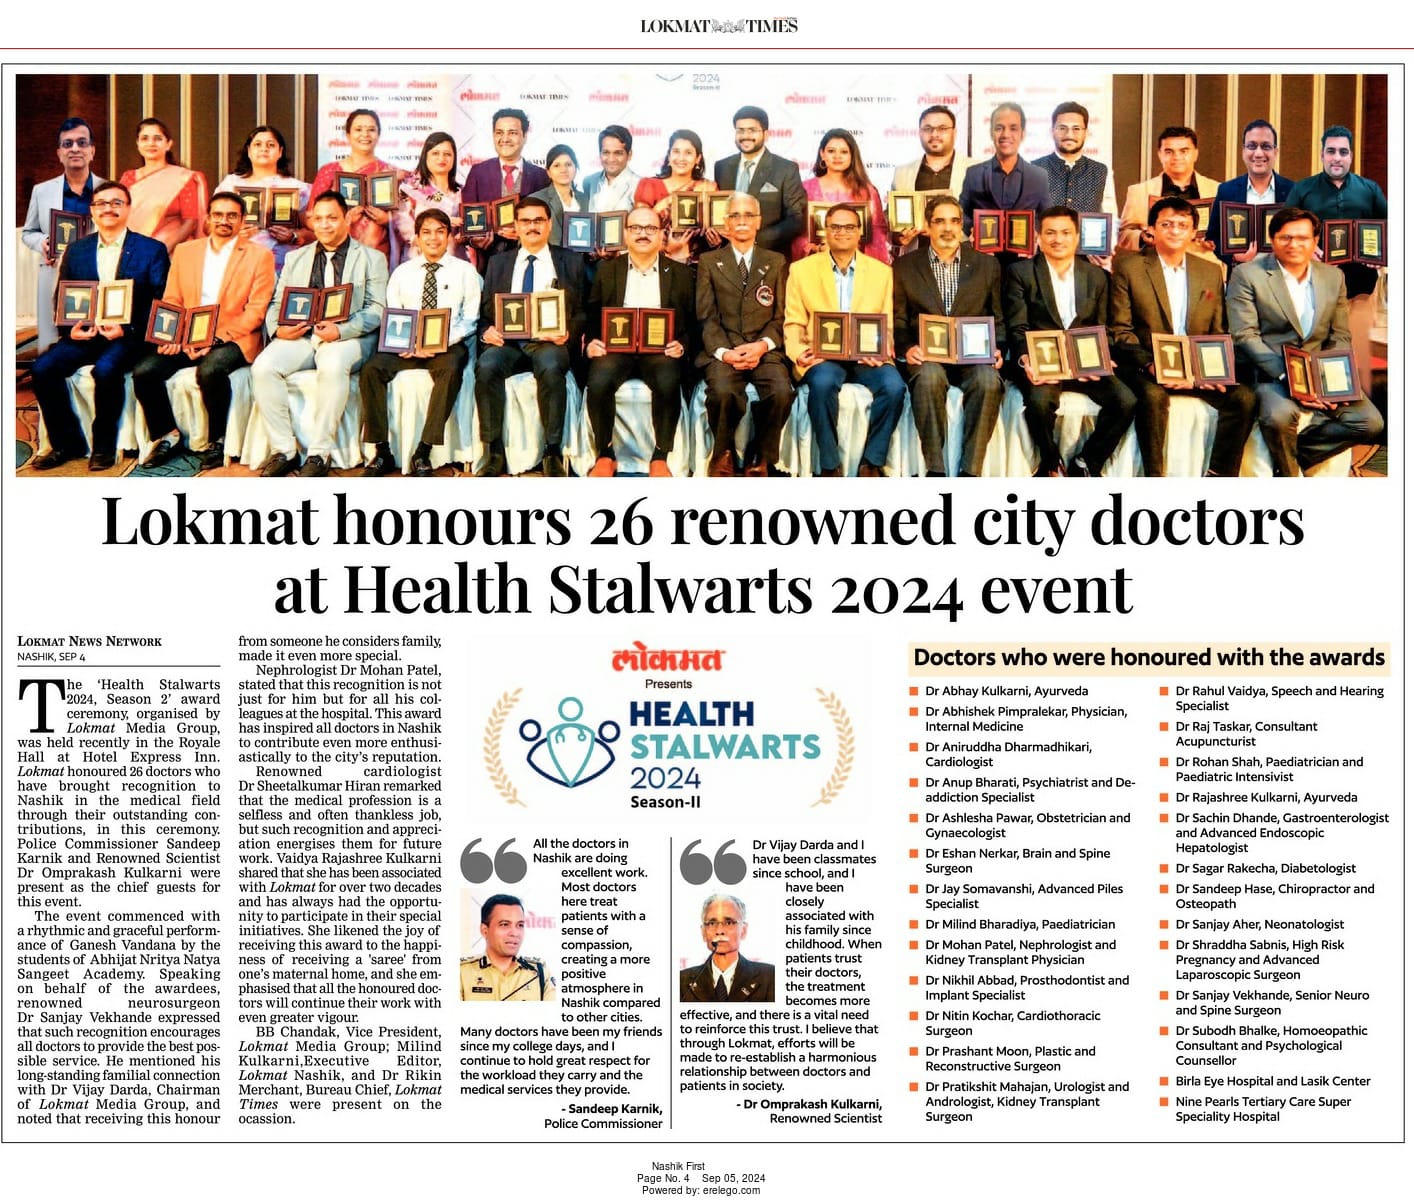 LOKMAT TIMES
2024
Season-II
Lokmat honours 26 renowned city doctors
at Health Stalwarts 2024 event
LOKMAT NEWS NETWORK
NASHIK, SEP 4
The ‘Health Stalwarts
2024, Season 2’ award
ceremony, organised by
Lokmat Media Group,
was held recently in the Royale
Hall at Hotel Express Inn.
Lokmat honoured 26 doctors who
have brought recognition to
Nashik in the medical field
through their outstanding con-
tributions, in this ceremony.
Police Commissioner Sandeep
Karnik and Renowned Scientist
Dr Omprakash Kulkarni were
present as the chief guests for
this event.
The event commenced with
a rhythmic and graceful perform-
ance of Ganesh Vandana by the
students of Abhijat Nritya Natya
Sangeet Academy. Speaking
on behalf of the awardees,
renowned neurosurgeon
Dr Sanjay Vekhande expressed
that such recognition encourages
all doctors to provide the best pos-
sible service. He mentioned his
long-standing familial connection
with Dr Vijay Darda, Chairman
of Lokmat Media Group, and
noted that receiving this honour
from someone he considers family,
made it even more special.
Nephrologist Dr Mohan Patel,
stated that this recognition is not
just for him but for all his col-
leagues at the hospital. This award
has inspired all doctors in Nashik
to contribute even more enthusi-
astically to the city’s reputation.
Renowned cardiologist
Dr Sheetalkumar Hiran remarked
that the medical profession is a
selfless and often thankless job,
but such recognition and appreci-
ation energises them for future
work. Vaidya Rajashree Kulkarni
shared that she has been associated
with Lokmat for over two decades
and has always had the opportu-
nity to participate in their special
initiatives. She likened the joy of
receiving this award to the happi-
ness of receiving a 'saree' from
one’s maternal home, and she em-
phasised that all the honoured doc-
tors will continue their work with
even greater vigour.
BB Chandak, Vice President,
Lokmat Media Group; Milind
Kulkarni,Executive Editor,
Lokmat Nashik, and Dr Rikin
Merchant, Bureau Chief, Lokmat
Times were present on the
ocassion.
लोकमत
Presents
HEALTH
STALWARTS
2024
Season-II
All the doctors in
Nashik are doing
excellent work.
Most doctors
here treat
patients with a
sense of
compassion,
creating a more
positive
atmosphere in
Nashik compared
to other cities.
Many doctors have been my friends
since my college days, and I
continue to hold great respect for
the workload they carry and the
medical services they provide.
- Sandeep Karnik,
Police Commissioner
Dr Vijay Darda and I
have been classmates
since school, and I
have been
closely
associated with
his family since
childhood. When
patients trust
their doctors,
the treatment
becomes more
effective, and there is a vital need
to reinforce this trust. I believe that
through Lokmat, efforts will be
made to re-establish a harmonious
relationship between doctors and
patients in society.
- Dr Omprakash Kulkarni,
Renowned Scientist
Doctors who were honoured with the awards
Dr Abhay Kulkarni, Ayurveda
Dr Abhishek Pimpralekar, Physician,
Internal Medicine
Dr Aniruddha Dharmadhikari,
Cardiologist
Dr Anup Bharati, Psychiatrist and De-
addiction Specialist
Dr Ashlesha Pawar, Obstetrician and
Gynaecologist
Dr Eshan Nerkar, Brain and Spine
Surgeon
Dr Jay Somavanshi, Advanced Piles
Specialist
Dr Milind Bharadiya, Paediatrician
Dr Mohan Patel, Nephrologist and
Kidney Transplant Physician
Dr Nikhil Abbad, Prosthodontist and
Implant Specialist
Dr Nitin Kochar, Cardiothoracic
Surgeon
Dr Prashant Moon, Plastic and
Reconstructive Surgeon
Dr Pratikshit Mahajan, Urologist and
Andrologist, Kidney Transplant
Surgeon
Dr Rahul Vaidya, Speech and Hearing
Specialist
Dr Raj Taskar, Consultant
Acupuncturist
Dr Rohan Shah, Paediatrician and
Paediatric Intensivist
Dr Rajashree Kulkarni, Ayurveda
Dr Sachin Dhande, Gastroenterologist
and Advanced Endoscopic
Hepatologist
Dr Sagar Rakecha, Diabetologist
Dr Sandeep Hase, Chiropractor and
Osteopath
Dr Sanjay Aher, Neonatologist
Dr Shraddha Sabnis, High Risk
Pregnancy and Advanced
Laparoscopic Surgeon
Dr Sanjay Vekhande, Senior Neuro
and Spine Surgeon
Dr Subodh Bhalke, Homoeopathic
Consultant and Psychological
Counsellor
Birla Eye Hospital and Lasik Center
Nine Pearls Tertiary Care Super
Speciality Hospital
Nashik First
Page No. 4 Sep 05, 2024
Powered by: erelego.com